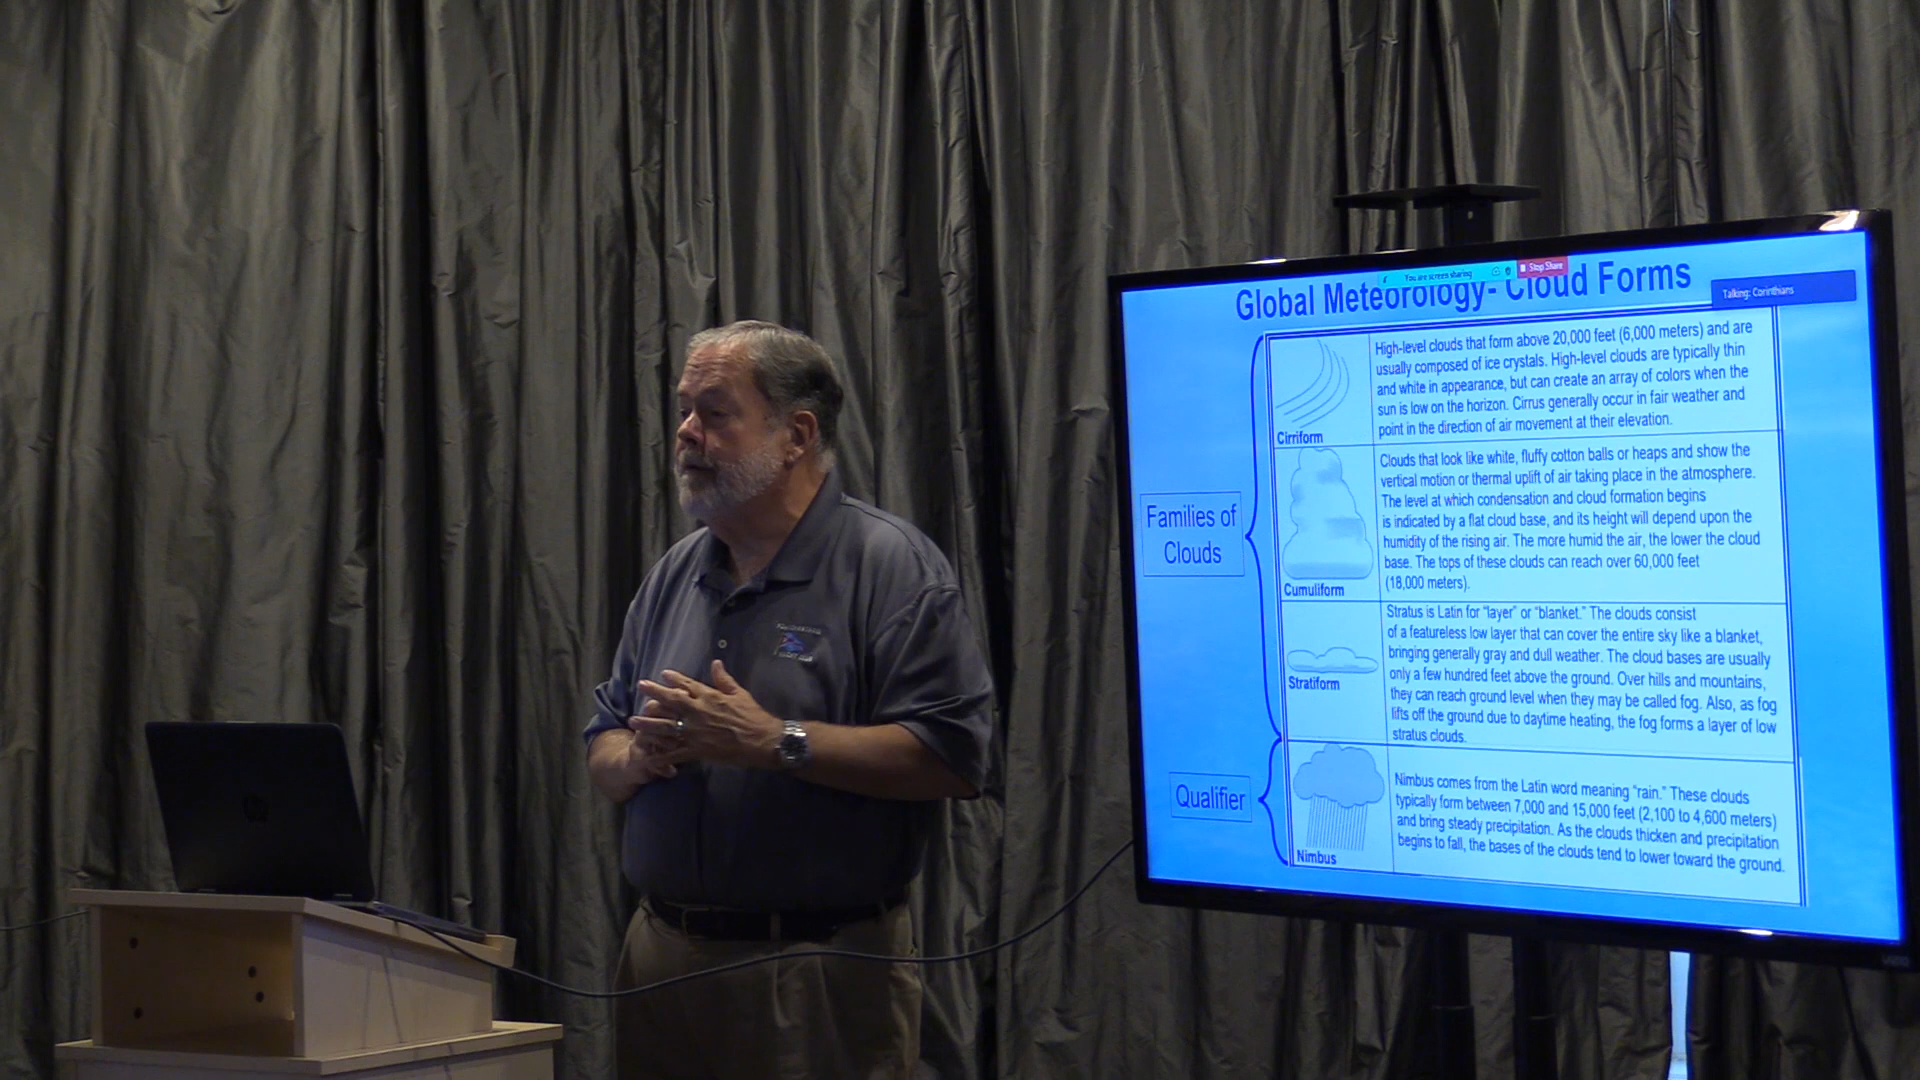 You are screen sharing
Stop Share
Global Meteorology- Cloud Forms
Talking: Corinthians
High-level clouds that form above 20,000 feet (6,000 meters) and are
usually composed of ice crystals. High-level clouds are typically thin
and white in appearance, but can create an array of colors when the
sun is low on the horizon. Cirrus generally occur in fair weather and
point in the direction of air movement at their elevation.
Cirriform
Clouds that look like white, fluffy cotton balls or heaps and show the
vertical motion or thermal uplift of air taking place in the atmosphere.
The level at which condensation and cloud formation begins
is indicated by a flat cloud base, and its height will depend upon the
humidity of the rising air. The more humid the air, the lower the cloud
base. The tops of these clouds can reach over 60,000 feet
(18,000 meters).
Cumuliform
Families of
Clouds
Stratus is Latin for "layer" or "blanket." The clouds consist
of a featureless low layer that can cover the entire sky like a blanket,
bringing generally gray and dull weather. The cloud bases are usually
only a few hundred feet above the ground. Over hills and mountains,
they can reach ground level when they may be called fog. Also, as fog
lifts off the ground due to daytime heating, the fog forms a layer of low
stratus clouds.
Stratiform
Qualifier
Nimbus comes from the Latin word meaning "rain." These clouds
typically form between 7,000 and 15,000 feet (2,100 to 4,600 meters)
and bring steady precipitation. As the clouds thicken and precipitation
begins to fall, the bases of the clouds tend to lower toward the ground.
Nimbus